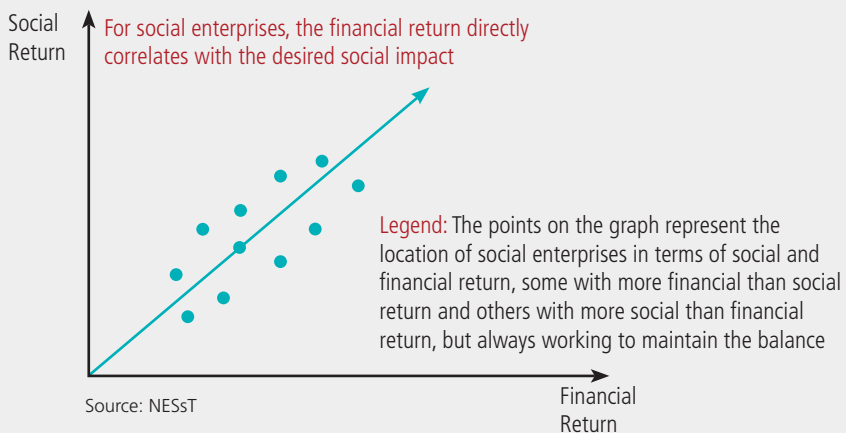 Social
Return
For social enterprises, the financial return directly
correlates with the desired social impact
Legend: The points on the graph represent the
location of social enterprises in terms of social and
financial return, some with more financial than social
return and others with more social than financial
return, but always working to maintain the balance
Financial
Return
Source: NESsT